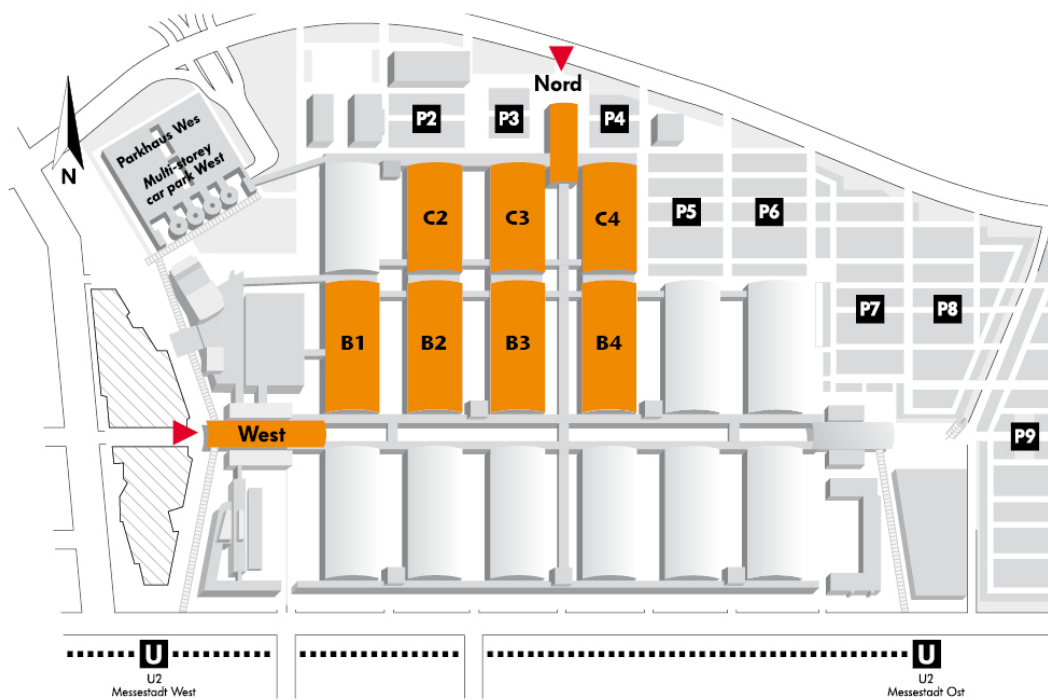 Nord
P2
P3
P4
Parkhaus Wes
Multi-storey
car park West
N
C2
C3
C4
P5
P6
B1
B2
B3
B4
P7
P8
West
P9
U
U2
Messestadt West
U
U2
Messestadt Ost